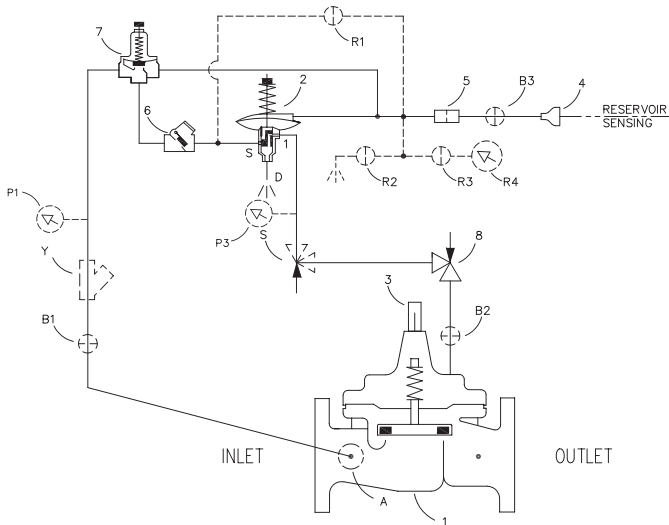 7
R1
2
5
B3
4
RESERVOIR
SENSING
6
S
1
R2
R3
R4
D
P1
P3
S
Y
8
3
B1
B2
INLET
OUTLET
A
1